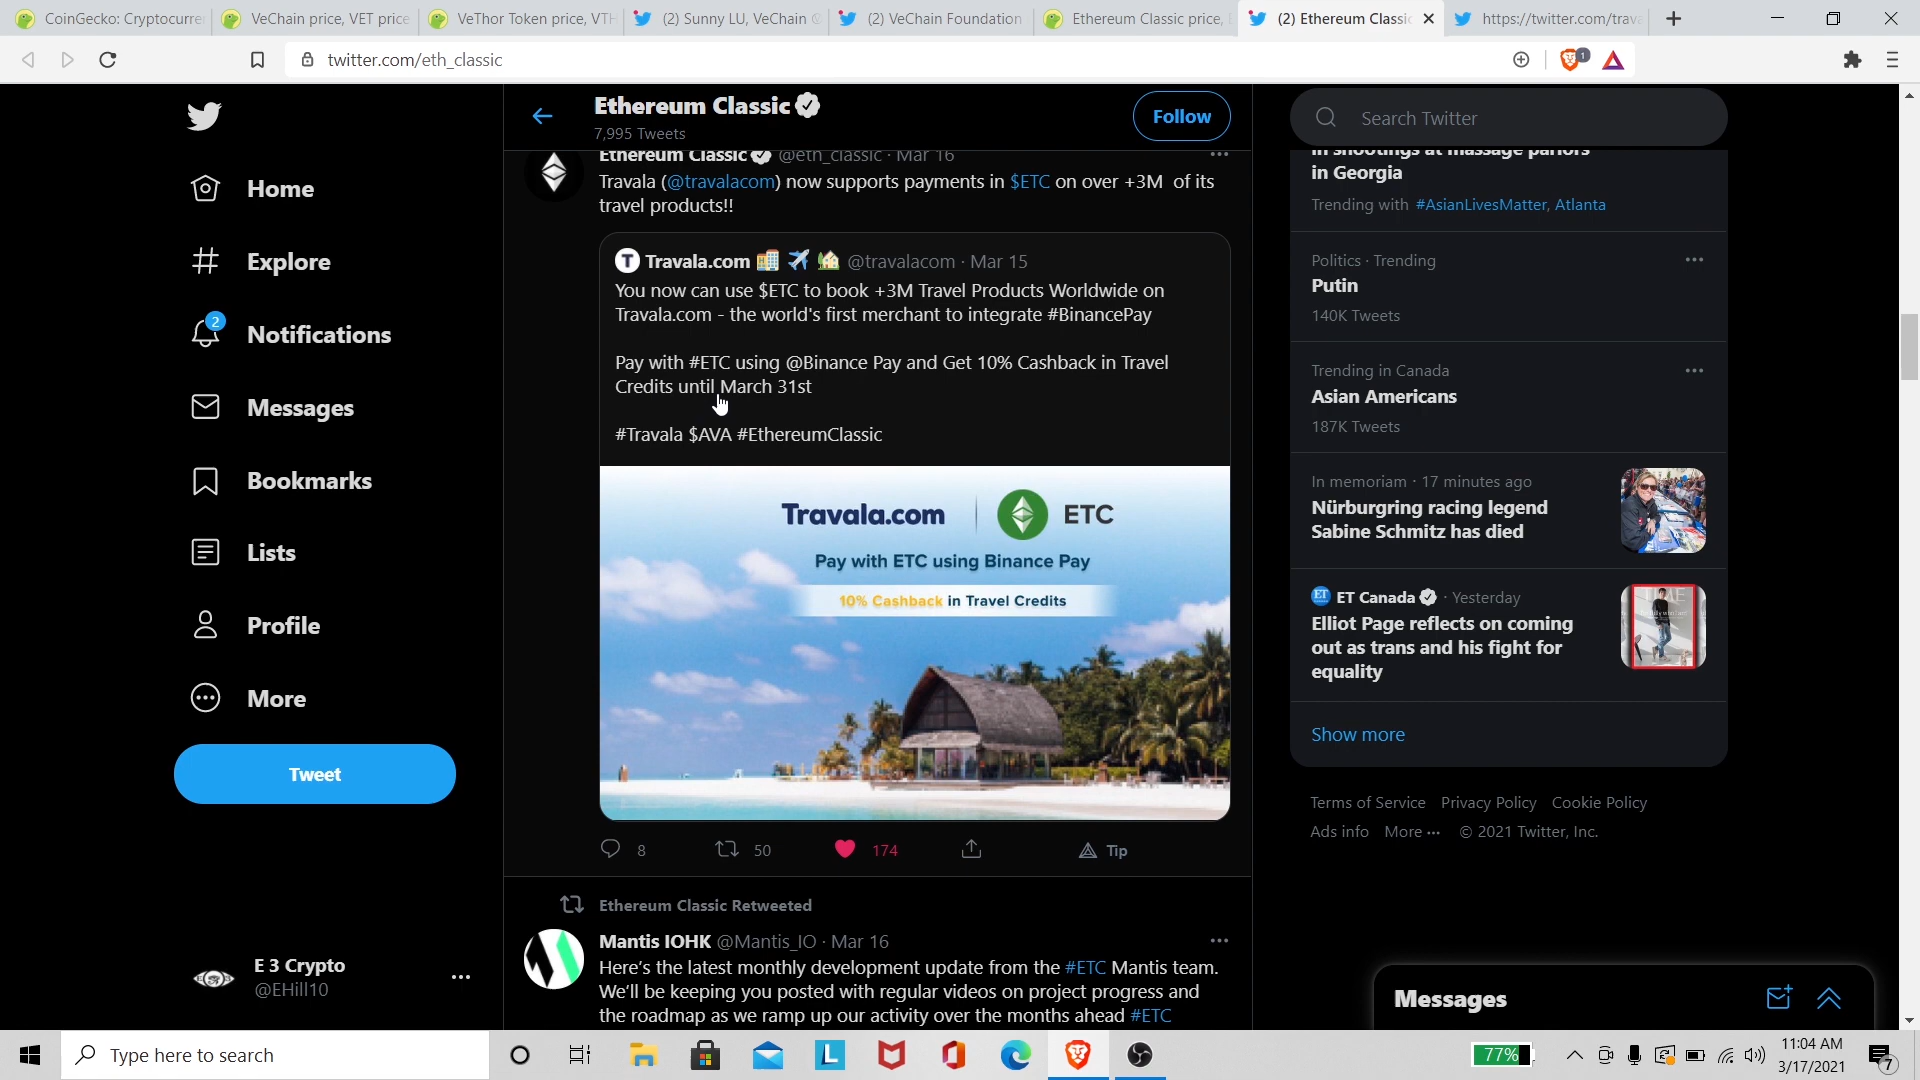 CoinGecko: Cryptocurre
VeChain price, VET price
VeThor Token price, VTH
(2) Sunny LU, VeChain
(2) VeChain Foundation
Ethereum Classic price,
(2) Ethereum Classic
https://twitter.com/trava
twitter.com/eth_classic
1
Ethereum Classic
7,995 Tweets
Follow
Search Twitter
Home
Explore
2
Notifications
Messages
Bookmarks
Lists
Profile
More
Tweet
E 3 Crypto
@EHill10
Ethereum Classic @eth_classic · Mar 16
Travala (@travalacom) now supports payments in $ETC on over +3M of its
travel products!!
T Travala.com @travalacom · Mar 15
You now can use $ETC to book +3M Travel Products Worldwide on
Travala.com - the world's first merchant to integrate #BinancePay
Pay with #ETC using @Binance Pay and Get 10% Cashback in Travel
Credits until March 31st
#Travala $AVA #EthereumClassic
Travala.com | ETC
Pay with ETC using Binance Pay
10% Cashback in Travel Credits
8
50
174
Tip
Ethereum Classic Retweeted
Mantis IOHK @Mantis_IO · Mar 16
Here's the latest monthly development update from the #ETC Mantis team.
We'll be keeping you posted with regular videos on project progress and
the roadmap as we ramp up our activity over the months ahead #ETC
in shootings at massage parlors
in Georgia
Trending with #AsianLivesMatter, Atlanta
Politics · Trending
Putin
140K Tweets
Trending in Canada
Asian Americans
187K Tweets
In memoriam · 17 minutes ago
Nürburgring racing legend
Sabine Schmitz has died
ET ET Canada · Yesterday
Elliot Page reflects on coming
out as trans and his fight for
equality
Show more
Terms of Service Privacy Policy Cookie Policy
Ads info More ··· © 2021 Twitter, Inc.
Messages
Type here to search
L
77%
11:04 AM
3/17/2021
7